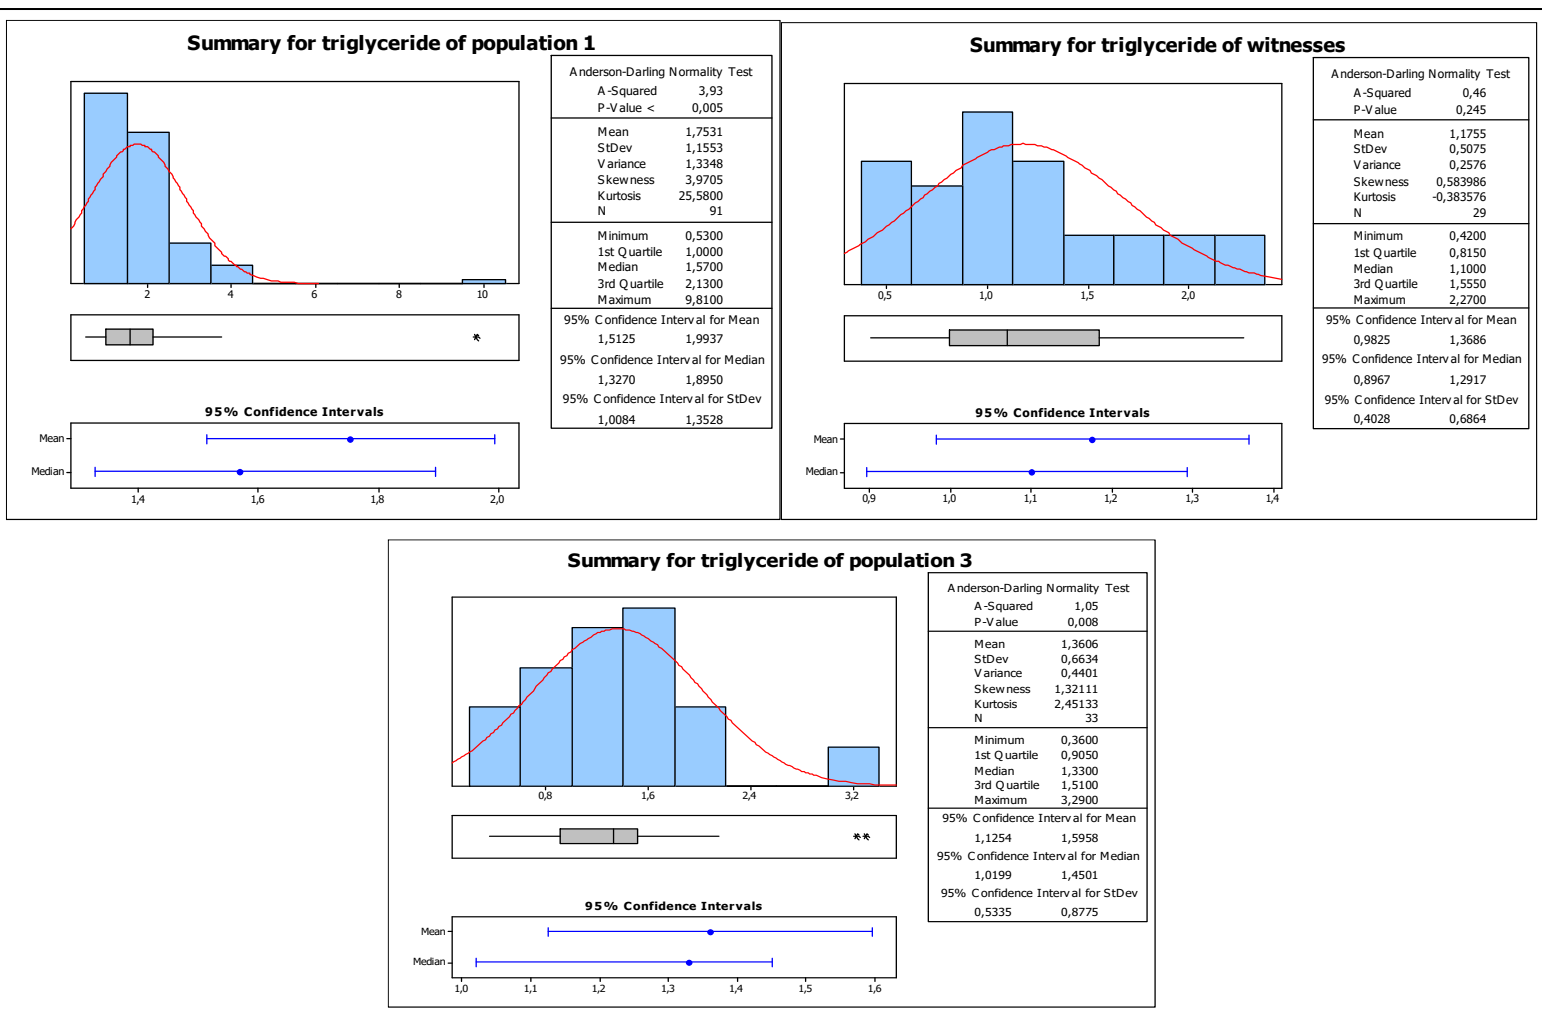 Summary for triglyceride of population 1
Anderson-Darling Normality Test
A-Squared 3,93
P-Value < 0,005
Mean 1,7531
StDev 1,1553
Variance 1,3348
Skewness 3,9705
Kurtosis 25,5800
N 91
Minimum 0,5300
1st Quartile 1,0000
Median 1,5700
3rd Quartile 2,1300
Maximum 9,8100
95% Confidence Interval for Mean
1,5125 1,9937
95% Confidence Interval for Median
1,3270 1,8950
95% Confidence Interval for StDev
1,0084 1,3528
2 4 6 8 10
95% Confidence Intervals
Mean
Median
1,4 1,6 1,8 2,0
Summary for triglyceride of witnesses
Anderson-Darling Normality Test
A-Squared 0,46
P-Value 0,245
Mean 1,1755
StDev 0,5075
Variance 0,2576
Skewness 0,583986
Kurtosis -0,383576
N 29
Minimum 0,4200
1st Quartile 0,8150
Median 1,1000
3rd Quartile 1,5550
Maximum 2,2700
95% Confidence Interval for Mean
0,9825 1,3686
95% Confidence Interval for Median
0,8967 1,2917
95% Confidence Interval for StDev
0,4028 0,6864
0,5 1,0 1,5 2,0
95% Confidence Intervals
Mean
Median
0,9 1,0 1,1 1,2 1,3 1,4
Summary for triglyceride of population 3
Anderson-Darling Normality Test
A-Squared 1,05
P-Value 0,008
Mean 1,3606
StDev 0,6634
Variance 0,4401
Skewness 1,32111
Kurtosis 2,45133
N 33
Minimum 0,3600
1st Quartile 0,9050
Median 1,3300
3rd Quartile 1,5100
Maximum 3,2900
95% Confidence Interval for Mean
1,1254 1,5958
95% Confidence Interval for Median
1,0199 1,4501
95% Confidence Interval for StDev
0,5335 0,8775
0,8 1,6 2,4 3,2
95% Confidence Intervals
Mean
Median
1,0 1,1 1,2 1,3 1,4 1,5 1,6